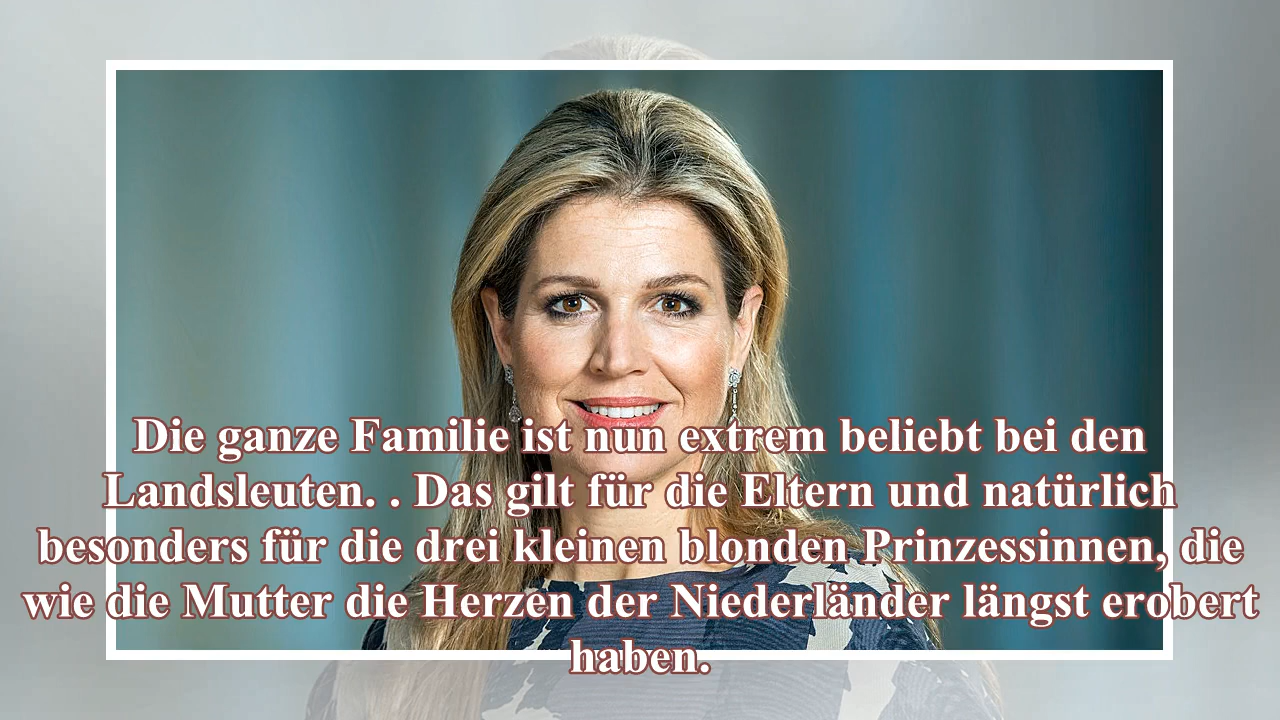 Die ganze Familie ist nun extrem beliebt bei den
Landsleuten. . Das gilt für die Eltern und natürlich
besonders für die drei kleinen blonden Prinzessinnen, die
wie die Mutter die Herzen der Niederländer längst erobert
haben.